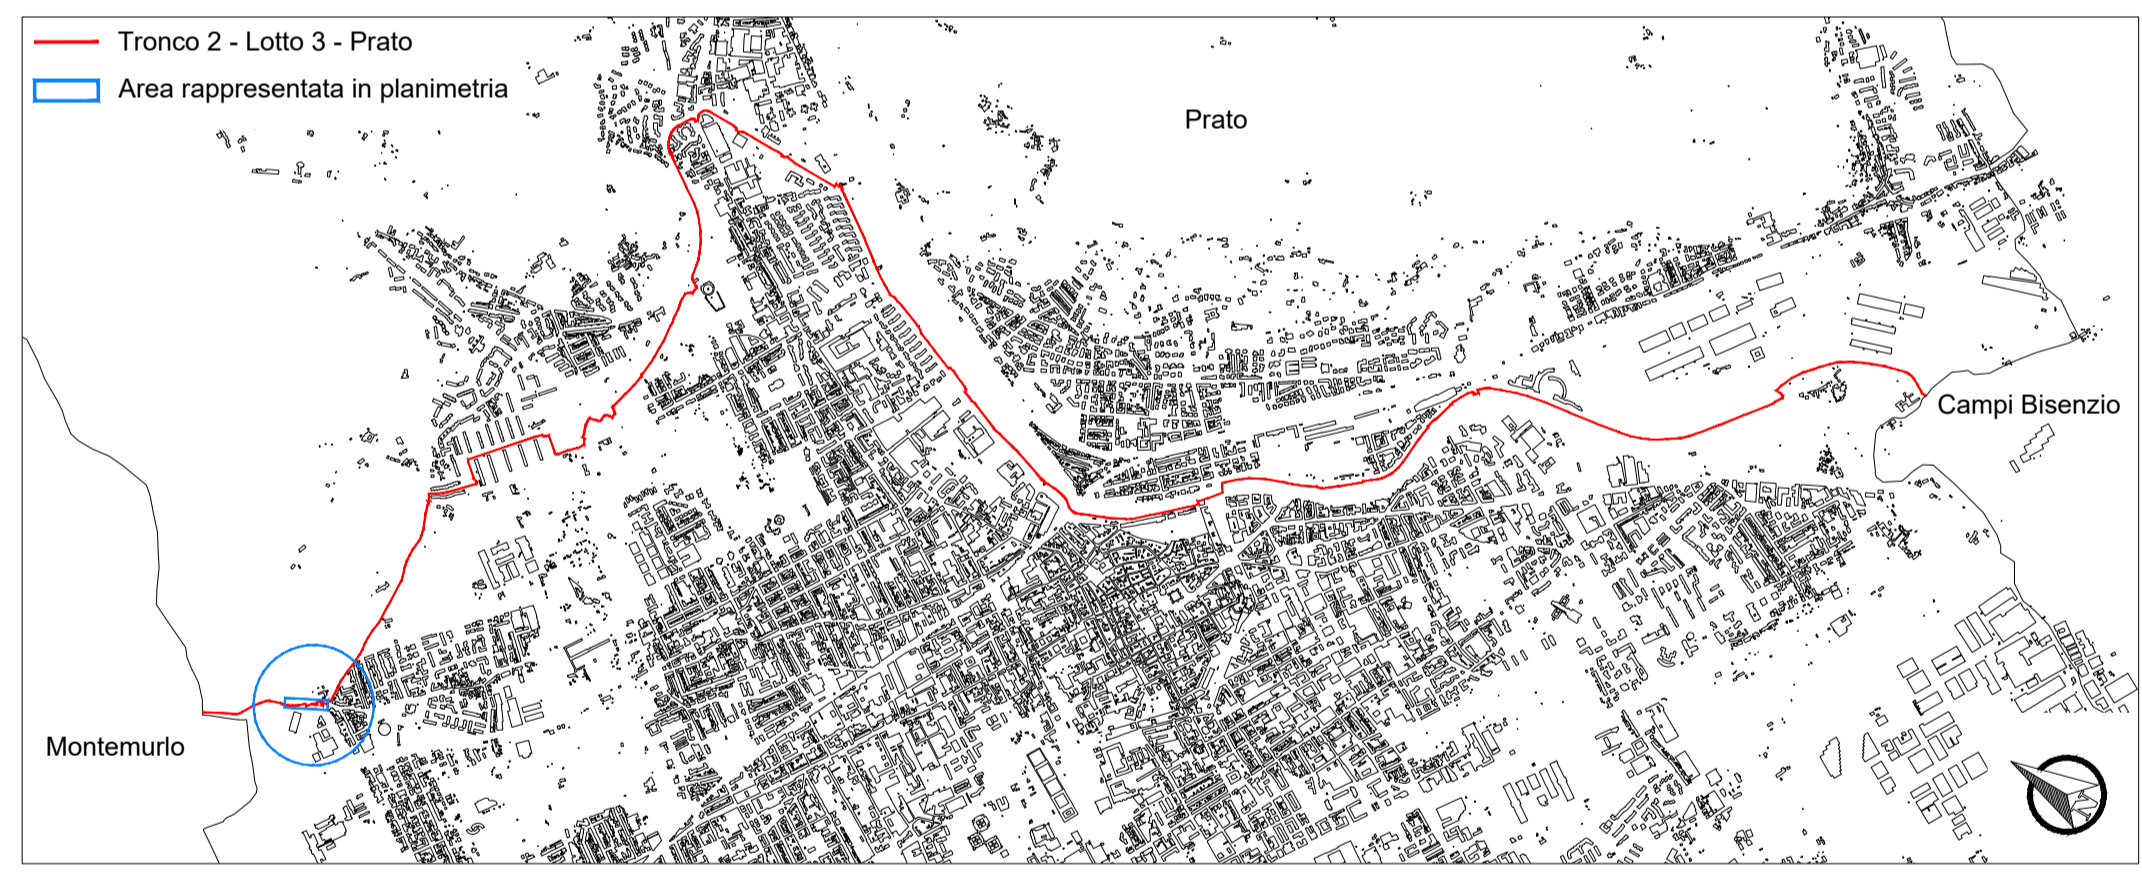 Tronco 2 - Lotto 3 - Prato
Area rappresentata in planimetria
Prato
Campi Bisenzio
Montemurlo